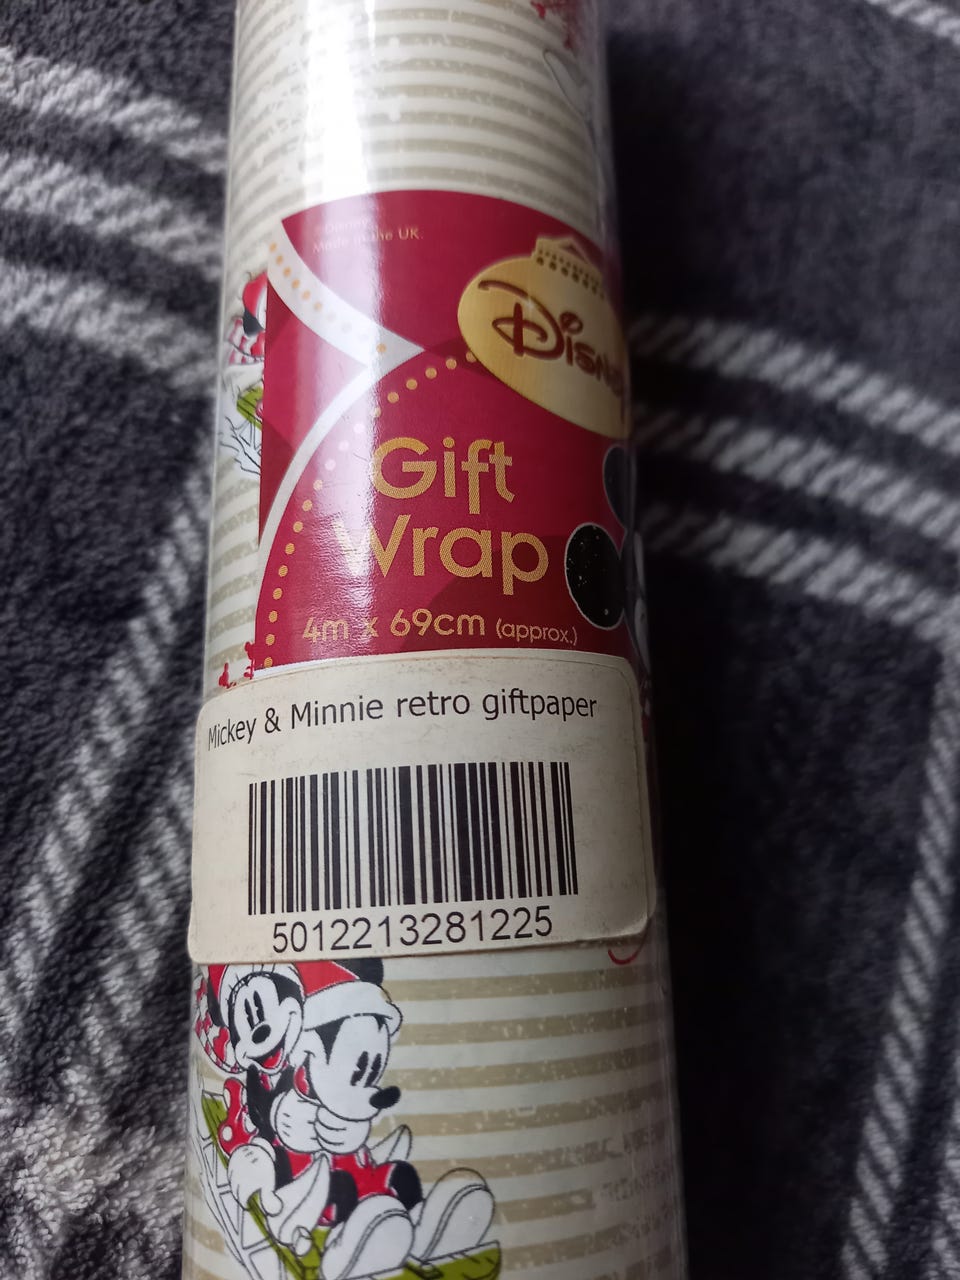 ©Disney
Made in the UK.
Disney
Gift
Wrap
4m x 69cm (approx.)
Mickey & Minnie retro giftpaper
5012213281225